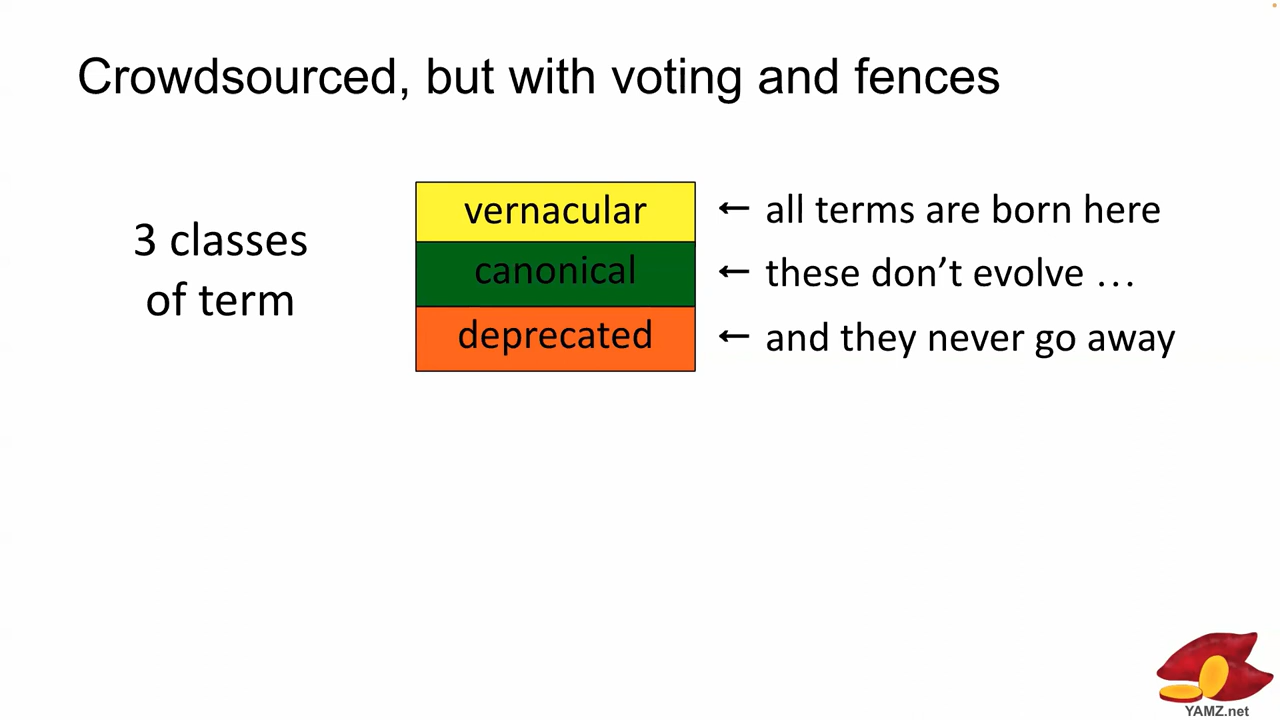 Crowdsourced, but with voting and fences
3 classes
of term
vernacular ← all terms are born here
canonical ← these don’t evolve …
deprecated ← and they never go away
YAMZ.net